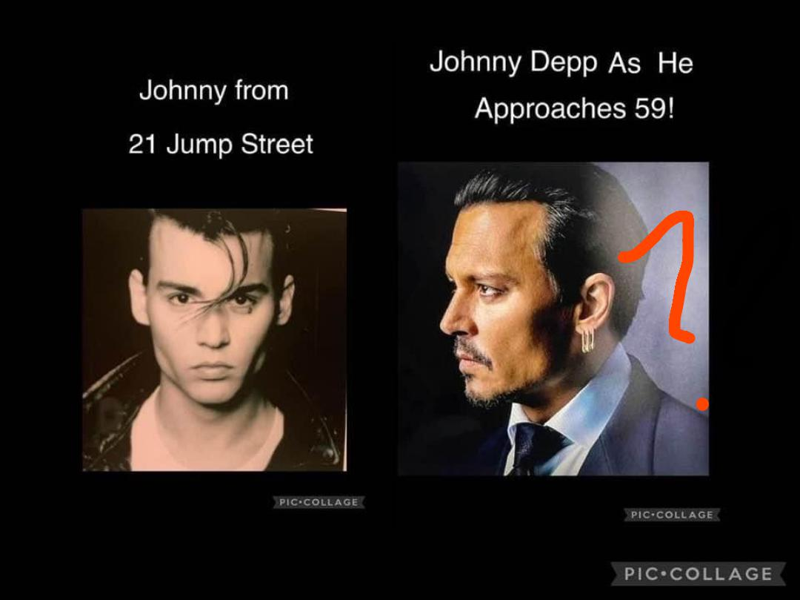 Johnny from
21 Jump Street
Johnny Depp As He
Approaches 59!
?
PIC•COLLAGE
PIC•COLLAGE
PIC•COLLAGE